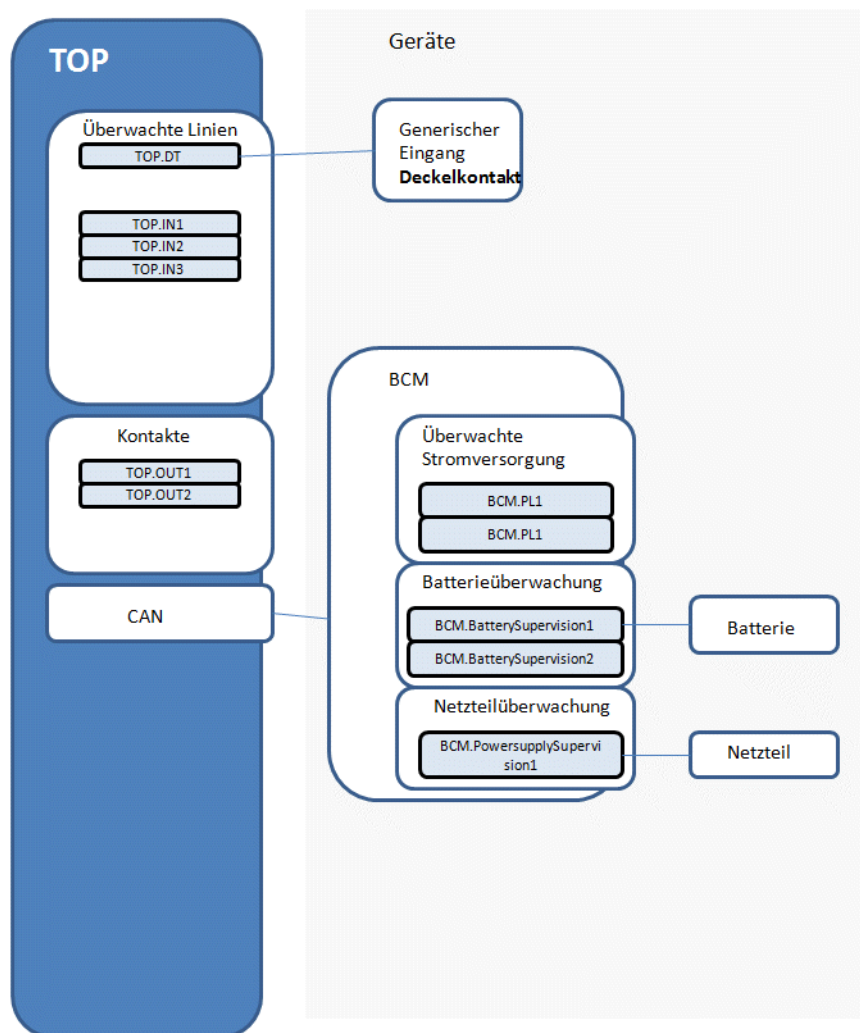 TOP
Geräte
Überwachte Linien
TOP.DT
TOP.IN1
TOP.IN2
TOP.IN3
Generischer
Eingang
Deckelkontakt
Kontakte
TOP.OUT1
TOP.OUT2
CAN
BCM
Überwachte
Stromversorgung
BCM.PL1
BCM.PL1
Batterieüberwachung
BCM.BatterySupervision1
BCM.BatterySupervision2
Batterie
Netzteilüberwachung
BCM.PowersupplySupervi
sion1
Netzteil